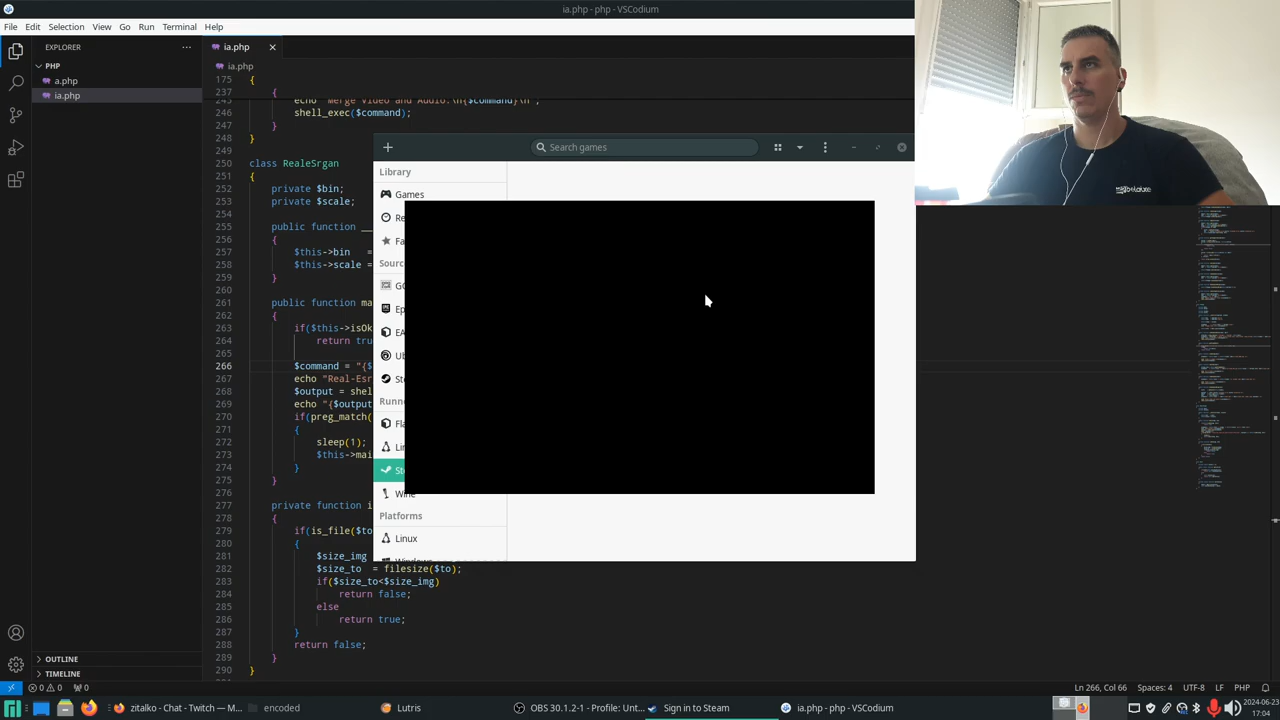 ia.php - php - VSCodium
File Edit Selection View Go Run Terminal Help
EXPLORER
PHP
a.php
ia.php
ia.php
ia.php
175 {
237 {
245 echo "Merge Video and Audio:\n{$command}\n";
246 shell_exec($command);
247 }
248 }
250 class RealeSrgan
251 {
252 private $bin;
253 private $scale;
254
255 public function __
256 {
257 $this->bin =
258 $this->scale =
259 }
260
261 public function ma
262 {
263 if($this->isOk
264 return tru
265
266 $command = "{$
267 echo "Real-Esr
268 $output = shel
269 echo "{$output
270 if(preg_match(
271 {
272 sleep(1);
273 $this->mai
274 }
275 }
276
277 private function i
278 {
279 if(is_file($to
280 {
281 $size_img
282 $size_to = filesize($to);
283 if($size_to<$size_img)
284 return false;
285 else
286 return true;
287 }
288 return false;
289 }
290 }
Search games
Library
Games
Re
Fa
Sourc
GO
Epi
EA
Ub
Ste
Runne
Fla
Lin
Ste
Wine
Platforms
Linux
Windows
OUTLINE
TIMELINE
0 0 0
Ln 266, Col 66 Spaces: 4 UTF-8 LF PHP
zitalko - Chat - Twitch — M...
encoded
Lutris
OBS 30.1.2-1 - Profile: Unt...
Sign in to Steam
ia.php - php - VSCodium
2024-06-23
17:04